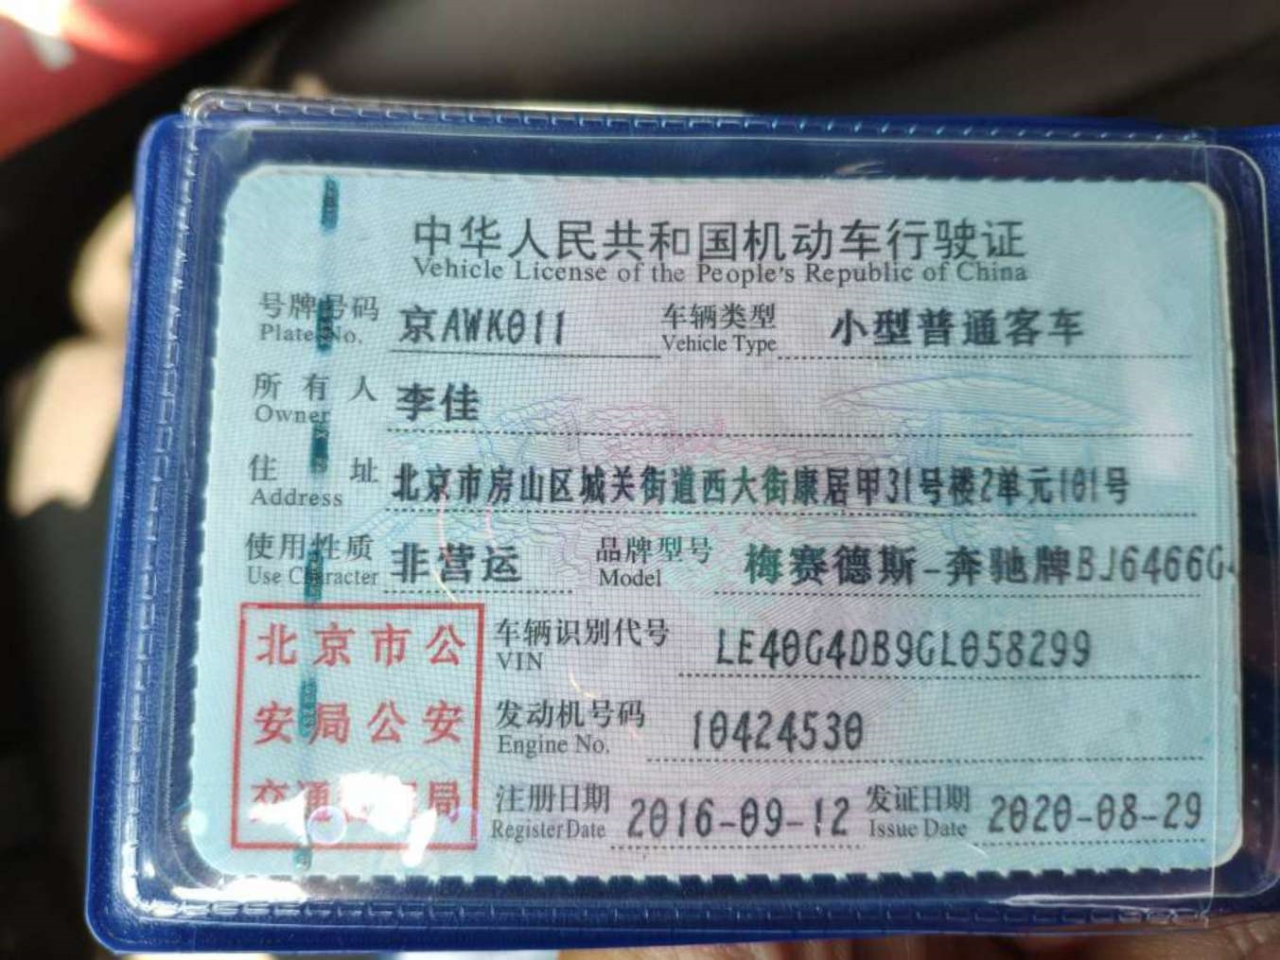 中华人民共和国机动车行驶证
Vehicle License of the People's Republic of China
号牌号码 京AWK011 车辆类型 小型普通客车
Plate No. Vehicle Type
所有人 李佳
Owner
住址 北京市房山区城关街道西大街康居甲31号楼2单元101号
Address
使用性质 非营运 品牌型号 梅赛德斯-奔驰牌BJ6466G
Use Character Model
北京市公
安局公安
交通管理局
车辆识别代号 LE40G4DB9GL058299
VIN
发动机号码 10424530
Engine No.
注册日期 2016-09-12 发证日期 2020-08-29
Register Date Issue Date